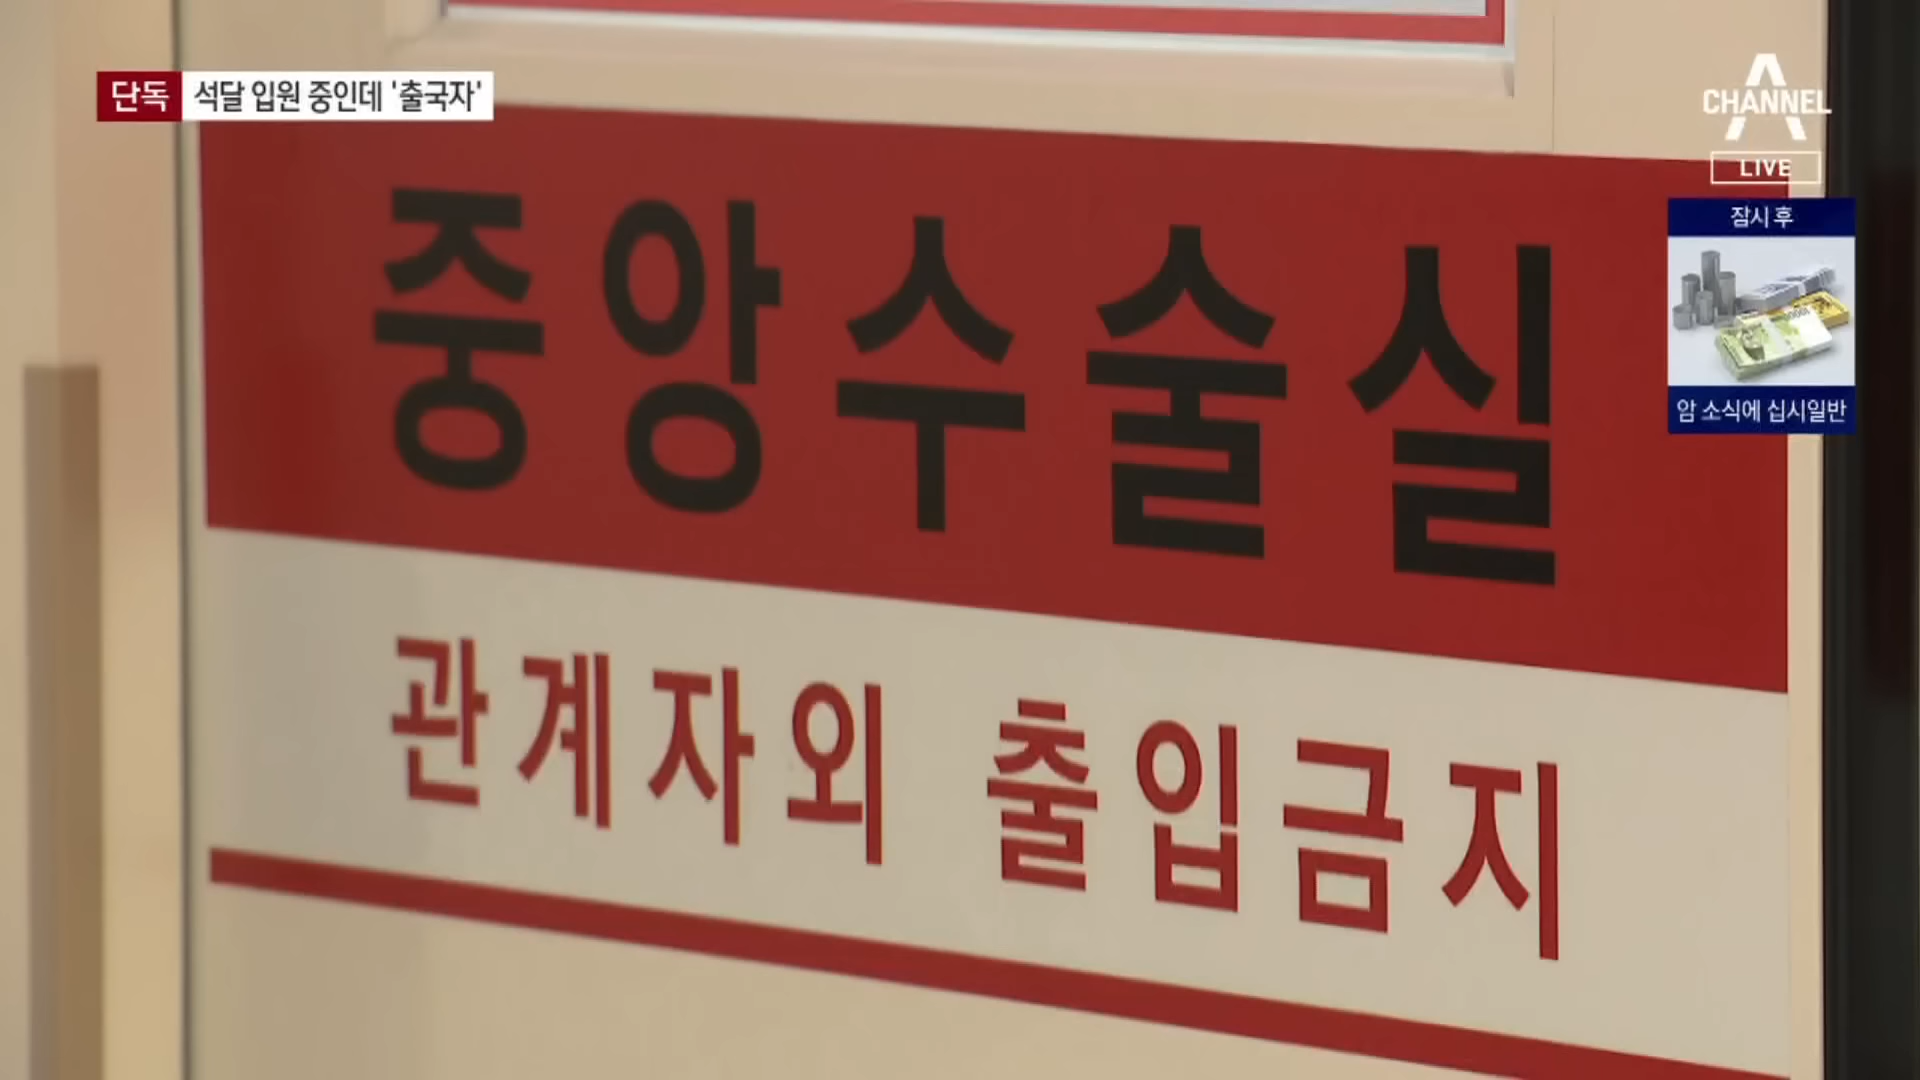 단독 석달 입원 중인데 '출국자'
CHANNEL A
LIVE
잠시 후
암 소식에 십시일반
중앙수술실
관계자외 출입금지